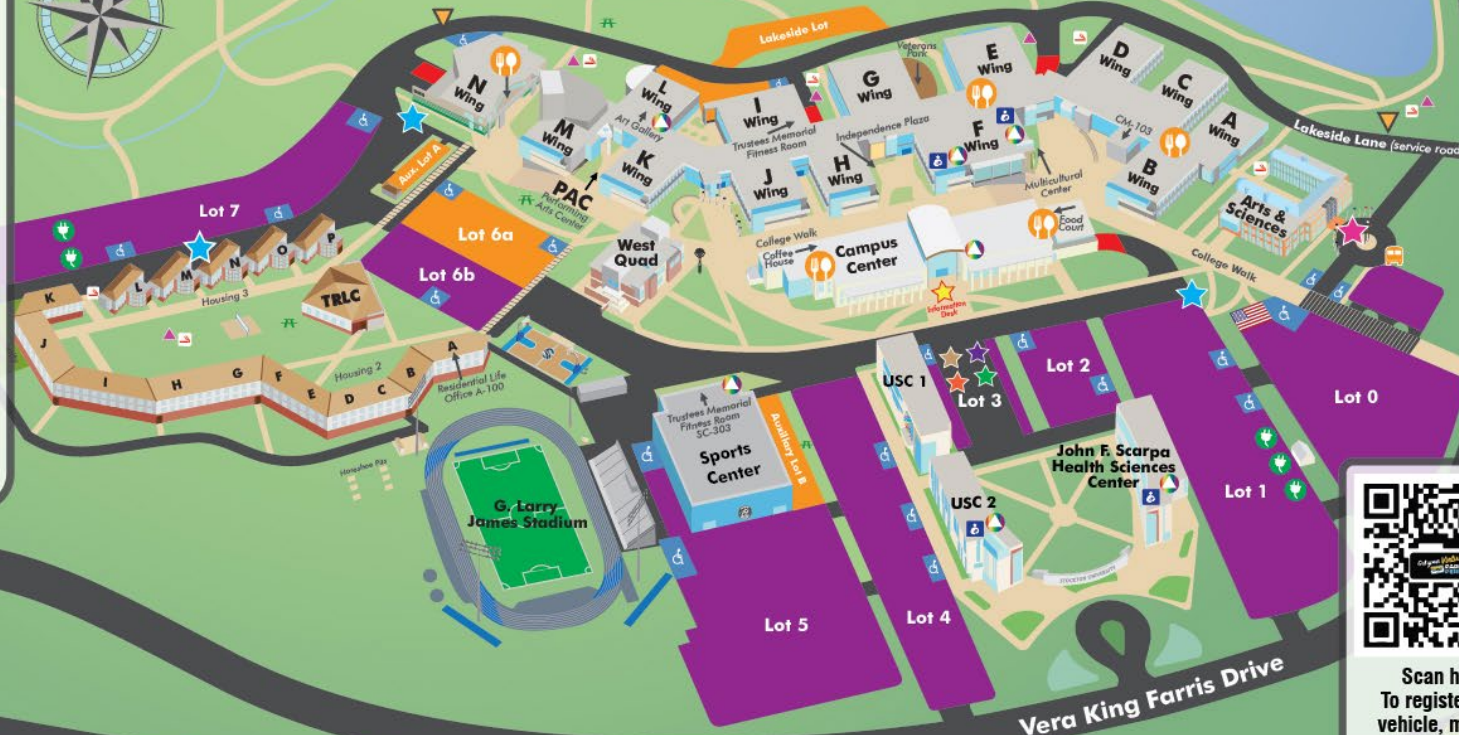 Lakeside Lot
Veterans
Park
E
Wing
D
Wing
C
Wing
A
Wing
B
Wing
CM-103
N
Wing
L
Wing
Art Gallery
I
Wing
G
Wing
Trustees Memorial
Fitness Room
Independence Plaza
F
Wing
Lakeside Lane (service road
M
Wing
K
Wing
J
Wing
H
Wing
Multicultural
Center
Aux. Lot A
PAC
Performing
Arts Center
Arts &
Sciences
Lot 7
Lot 6a
Lot 6b
West
Quad
College Walk
Coffee
House
Campus
Center
Food
Court
College Walk
Information
Desk
K
L
M
N
O
P
Housing 3
TRLC
J
I
H
G
F
E
D
C
B
A
Housing 2
Residential Life
Office A-100
S
Horseshoe Pits
G. Larry
James Stadium
Trustees Memorial
Fitness Room
SC-303
Sports
Center
Auxiliary Lot B
USC 1
Lot 3
Lot 2
Lot 0
Lot 1
USC 2
John F. Scarpa
Health Sciences
Center
STOCKTON UNIVERSITY
Lot 5
Lot 4
Vera King Farris Drive
Scan h
To registe
vehicle, m